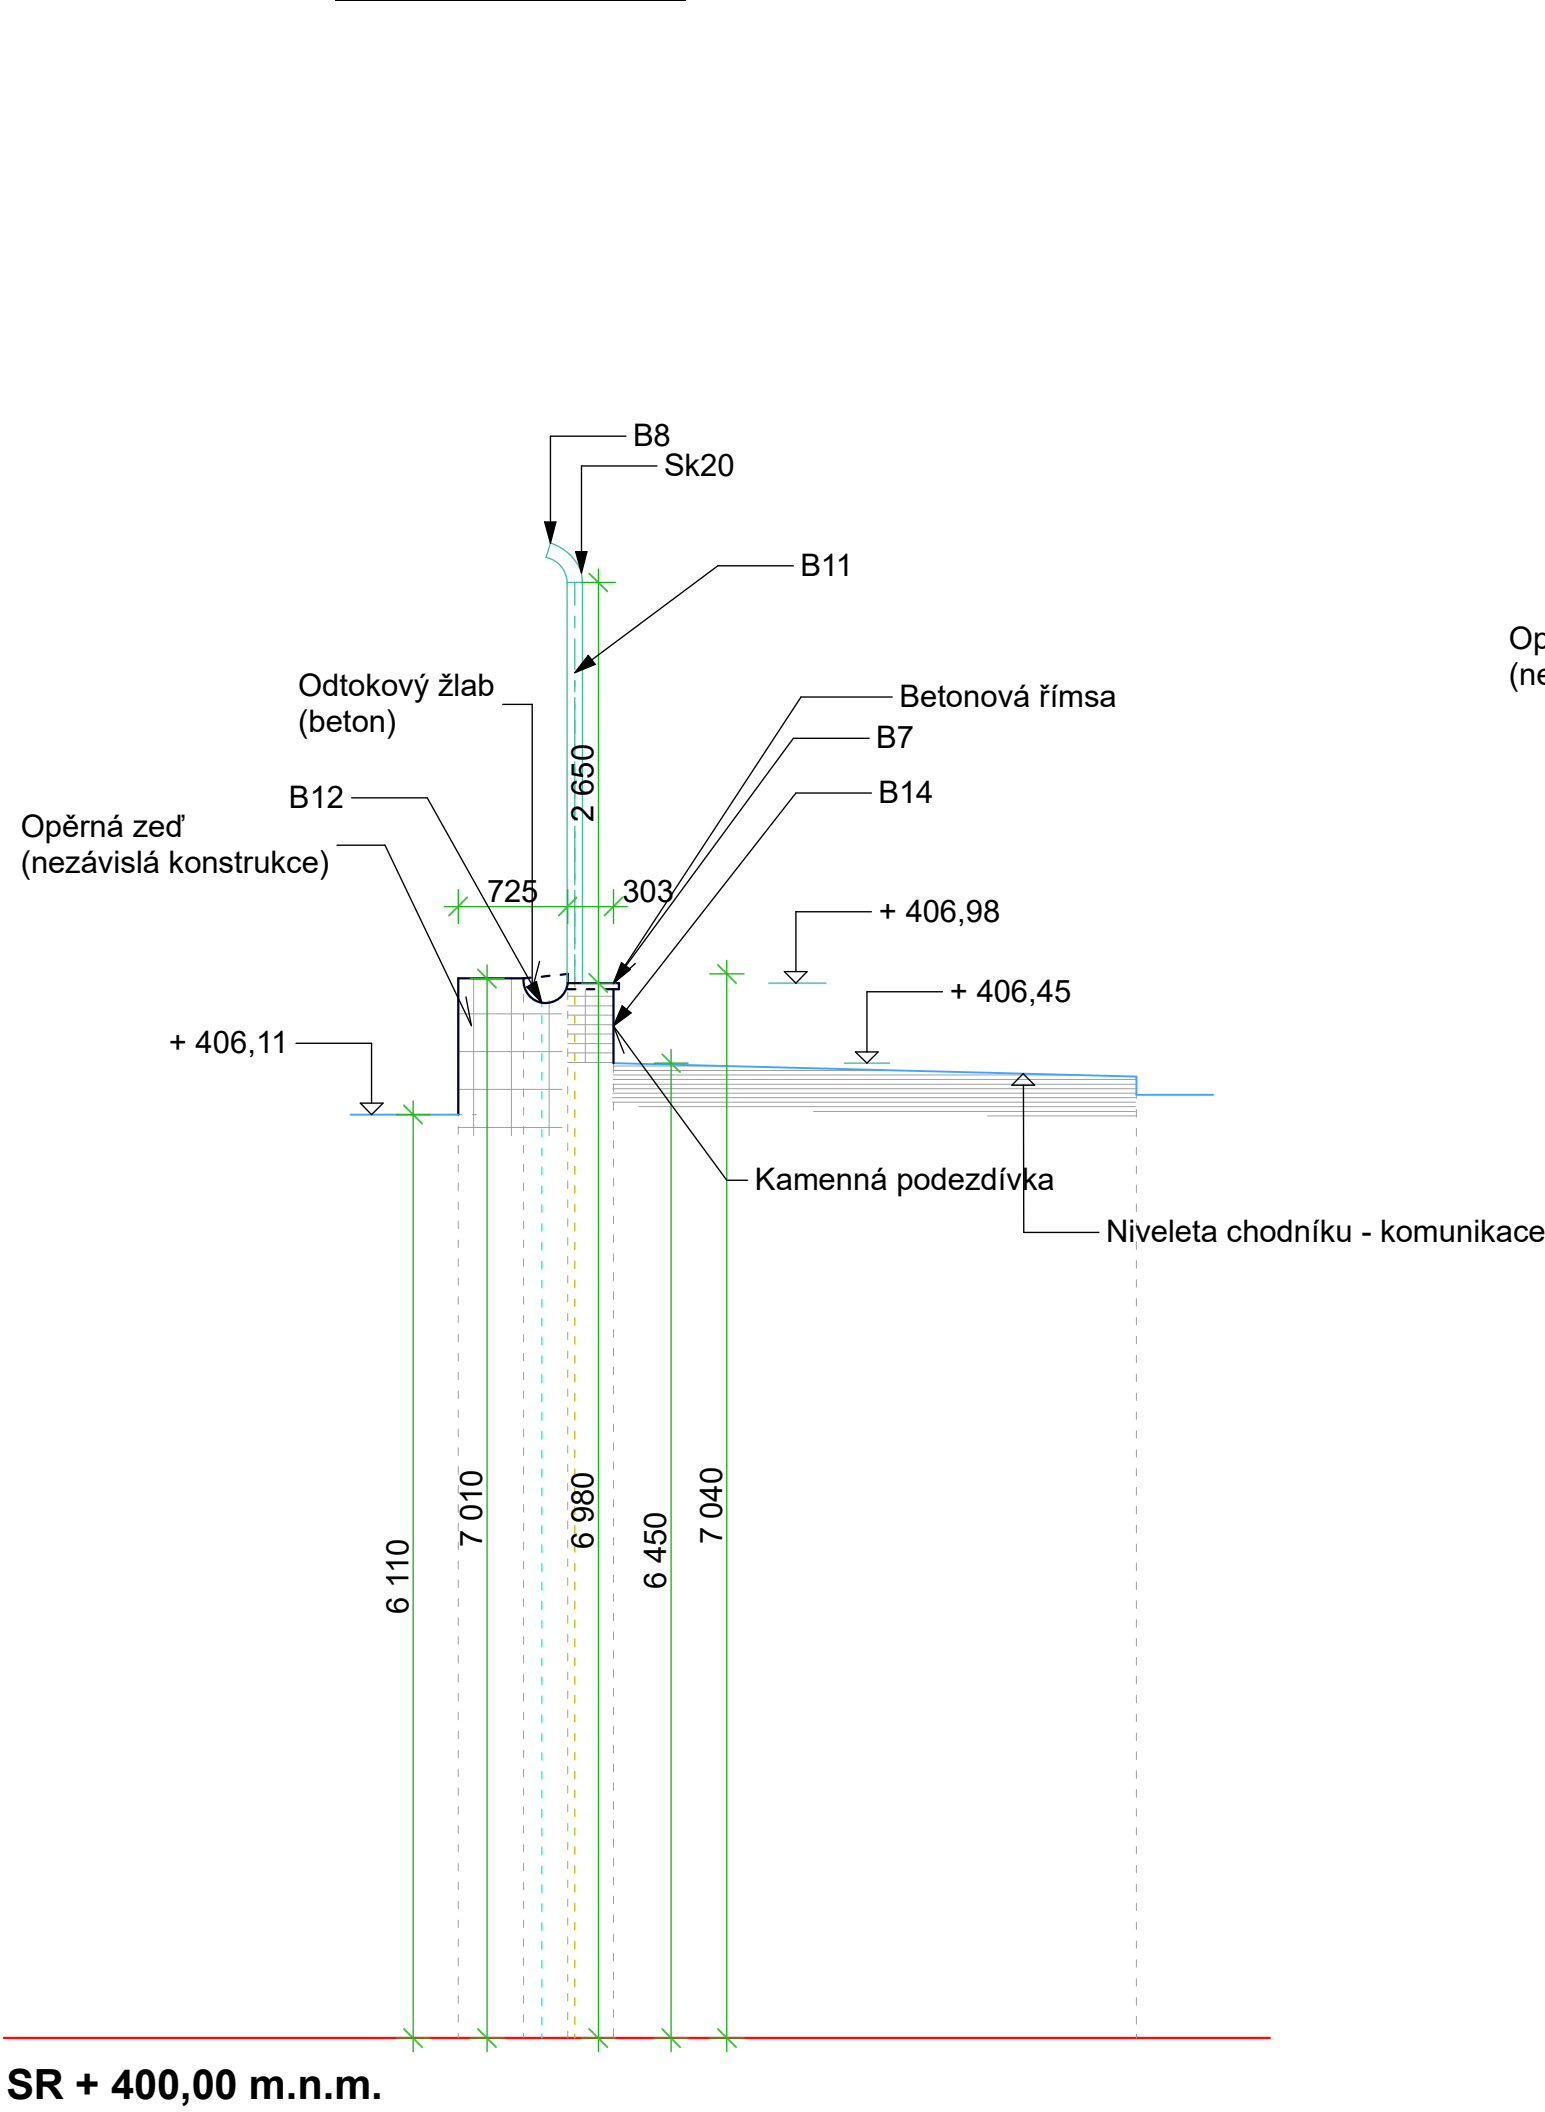 B8
Sk20
B11
Op
(ne
Odtokový žlab
(beton)
Betonová římsa
B7
B12
B14
2 650
Opěrná zeď
(nezávislá konstrukce)
725
303
+ 406,98
+ 406,45
+ 406,11
Kamenná podezdívka
Niveleta chodníku - komunikace
7 010
6 980
7 040
6 450
6 110
SR + 400,00 m.n.m.